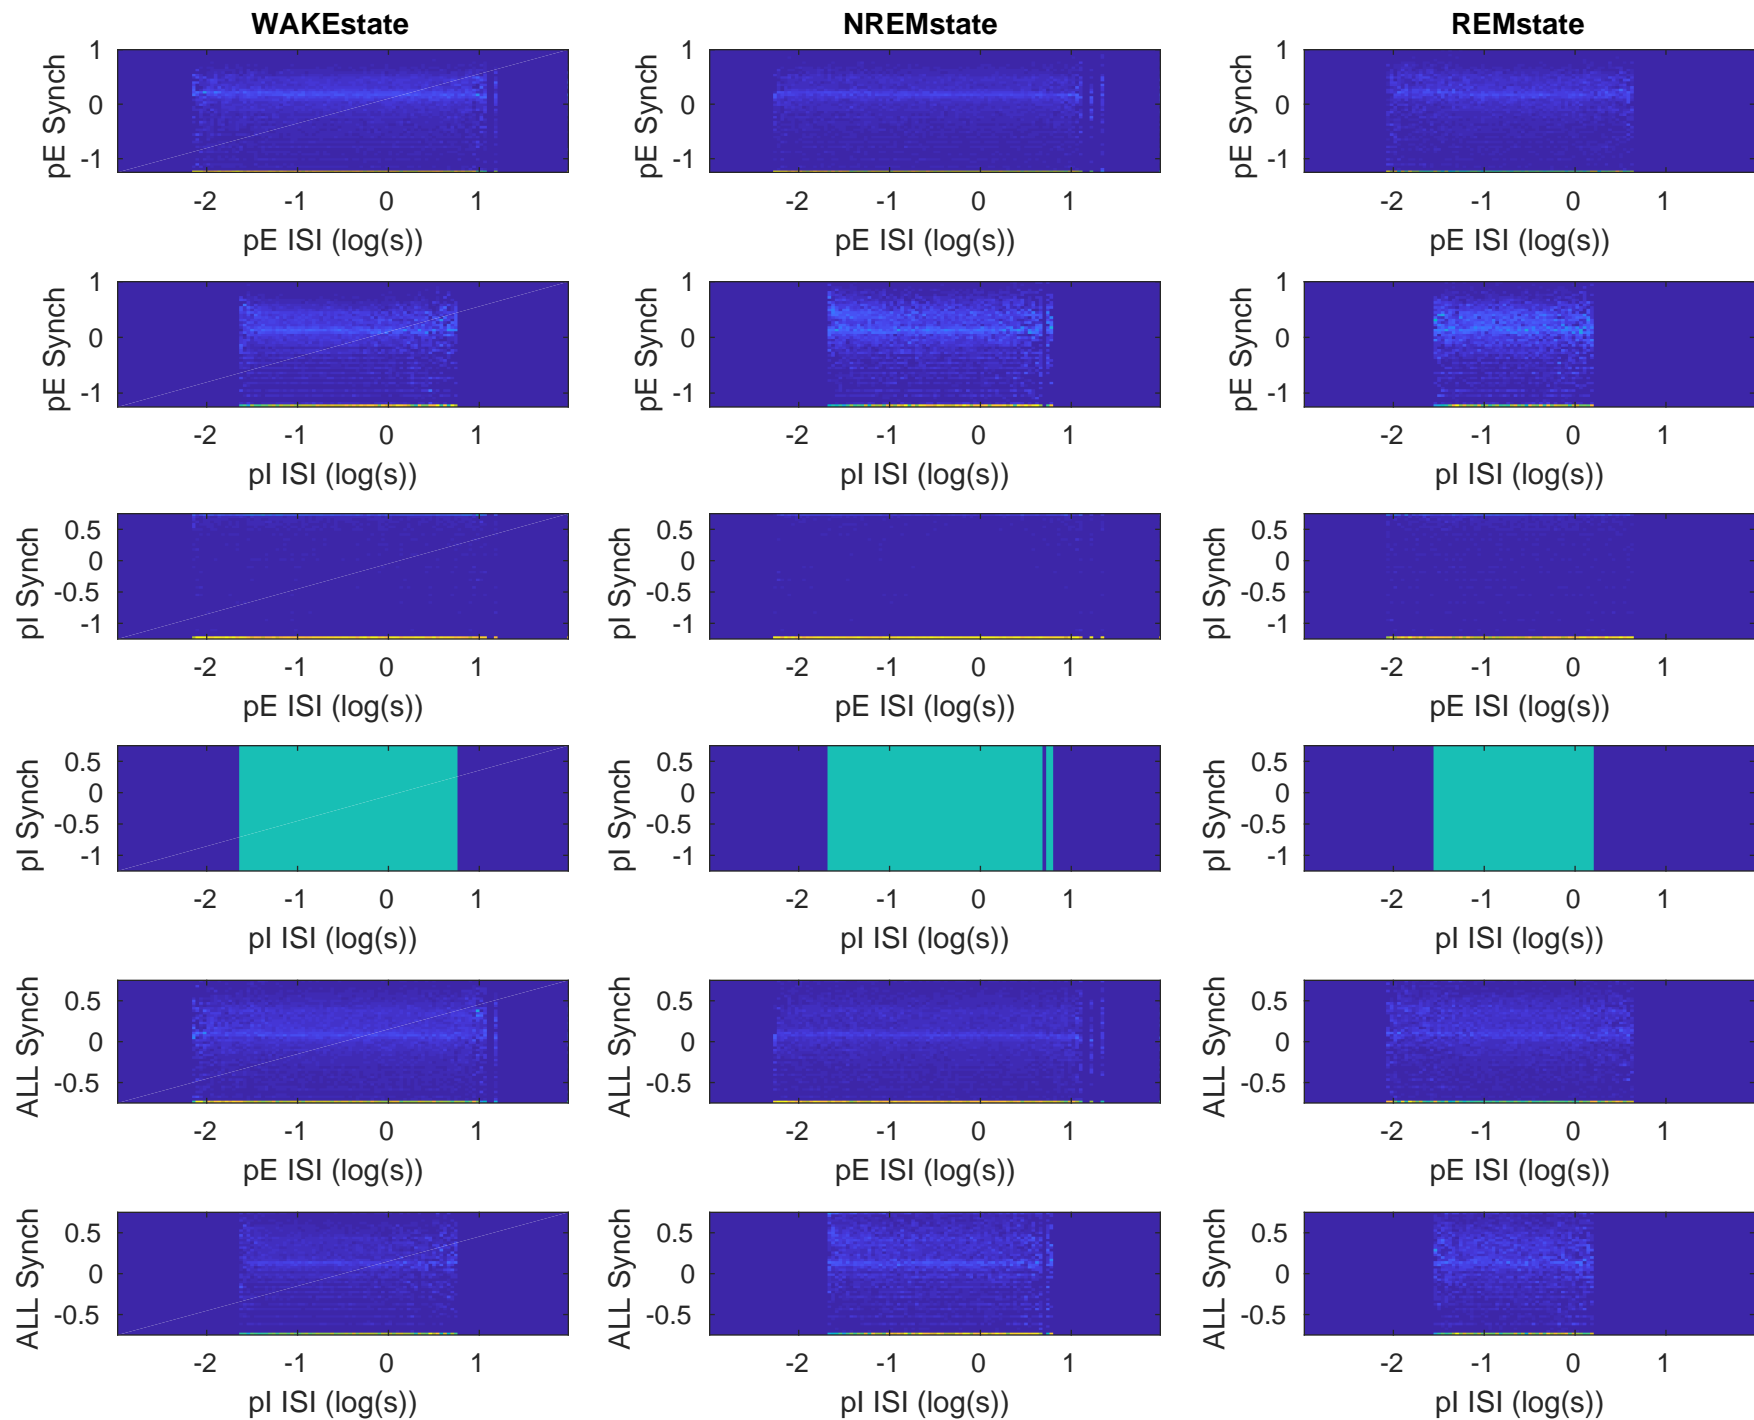 WAKEstate NREMstate REMstate
1 1 1
pE Synch 0 pE Synch 0 pE Synch 0
-1 -1 -1
-2 -1 0 1 -2 -1 0 1 -2 -1 0 1
pE ISI (log(s)) pE ISI (log(s)) pE ISI (log(s))
1 1 1
pE Synch 0 pE Synch 0 pE Synch 0
-1 -1 -1
-2 -1 0 1 -2 -1 0 1 -2 -1 0 1
pI ISI (log(s)) pI ISI (log(s)) pI ISI (log(s))
0.5 0.5 0.5
pI Synch 0 pI Synch 0 pI Synch 0
-0.5 -0.5 -0.5
-1 -1 -1
-2 -1 0 1 -2 -1 0 1 -2 -1 0 1
pE ISI (log(s)) pE ISI (log(s)) pE ISI (log(s))
0.5 0.5 0.5
pI Synch 0 pI Synch 0 pI Synch 0
-0.5 -0.5 -0.5
-1 -1 -1
-2 -1 0 1 -2 -1 0 1 -2 -1 0 1
pI ISI (log(s)) pI ISI (log(s)) pI ISI (log(s))
0.5 0.5 0.5
ALL Synch 0 ALL Synch 0 ALL Synch 0
-0.5 -0.5 -0.5
-2 -1 0 1 -2 -1 0 1 -2 -1 0 1
pE ISI (log(s)) pE ISI (log(s)) pE ISI (log(s))
0.5 0.5 0.5
ALL Synch 0 ALL Synch 0 ALL Synch 0
-0.5 -0.5 -0.5
-2 -1 0 1 -2 -1 0 1 -2 -1 0 1
pI ISI (log(s)) pI ISI (log(s)) pI ISI (log(s))